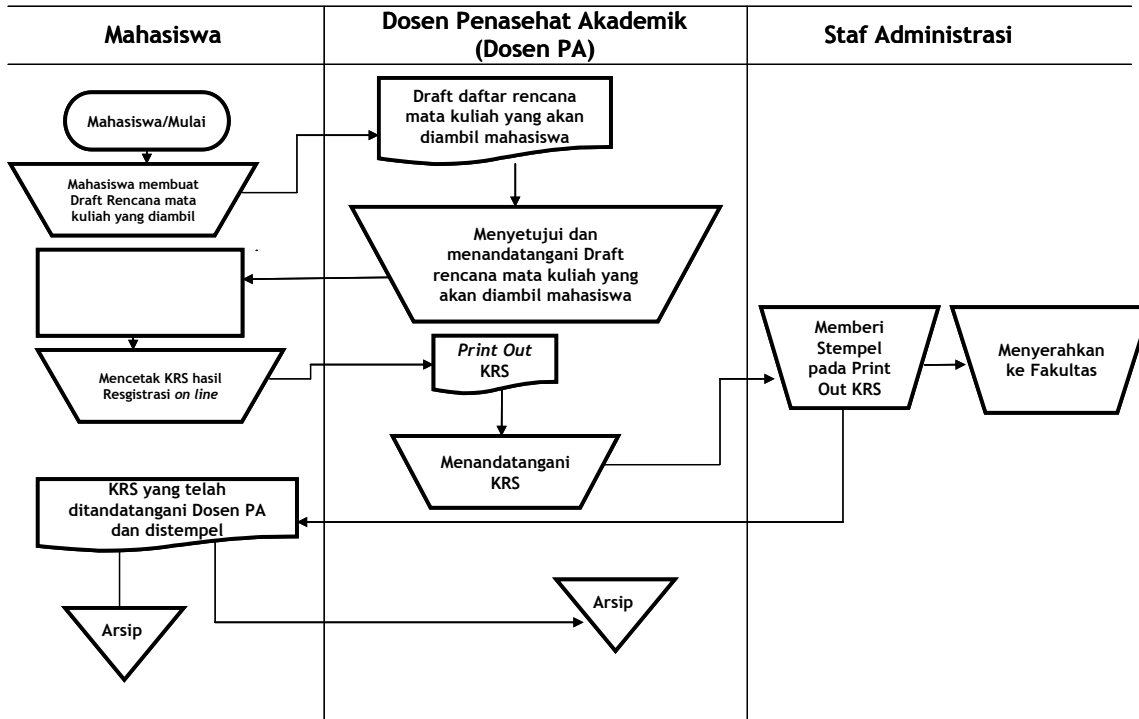 Mahasiswa
Dosen Penasehat Akademik
(Dosen PA)
Staf Administrasi
Mahasiswa/Mulai
Draft daftar rencana
mata kuliah yang akan
diambil mahasiswa
Mahasiswa membuat
Draft Rencana mata
kuliah yang diambil
Menyetujui dan
menandatangani Draft
rencana mata kuliah yang
akan diambil mahasiswa
Mencetak KRS hasil
Resgistrasi on line
Print Out
KRS
Memberi
Stempel
pada Print
Out KRS
Menyerahkan
ke Fakultas
Menandatangani
KRS
KRS yang telah
ditandatangani Dosen PA
dan distempel
Arsip
Arsip